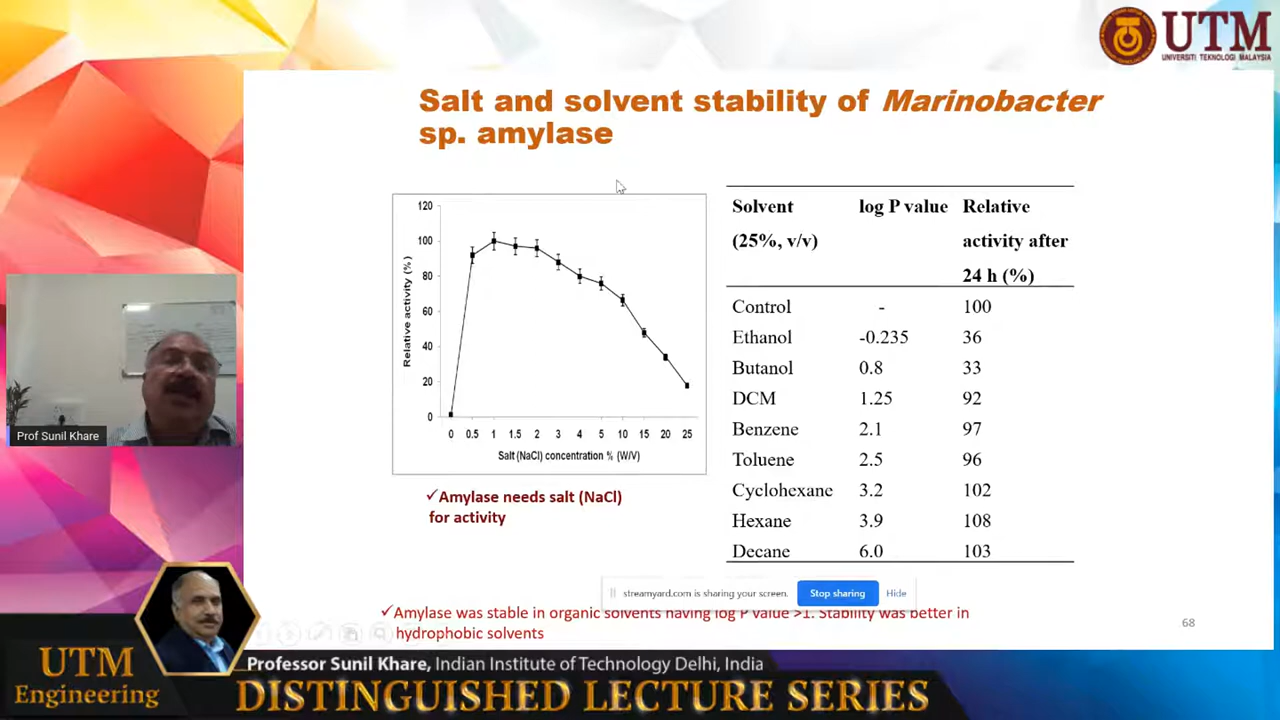 UTM
UNIVERSITI TEKNOLOGI MALAYSIA
Salt and solvent stability of Marinobacter
sp. amylase
120
100
80
60
40
20
0
Relative activity (%)
0 0.5 1 1.5 2 3 4 5 10 15 20 25
Salt (NaCl) concentration % (W/V)
✓Amylase needs salt (NaCl)
for activity
Solvent log P value Relative
(25%, v/v) activity after
24 h (%)
Control - 100
Ethanol -0.235 36
Butanol 0.8 33
DCM 1.25 92
Benzene 2.1 97
Toluene 2.5 96
Cyclohexane 3.2 102
Hexane 3.9 108
Decane 6.0 103
Prof Sunil Khare
streamyard.com is sharing your screen. Stop sharing Hide
✓Amylase was stable in organic solvents having log P value >1. Stability was better in
hydrophobic solvents
68
UTM
Engineering
Professor Sunil Khare, Indian Institute of Technology Delhi, India
DISTINGUISHED LECTURE SERIES